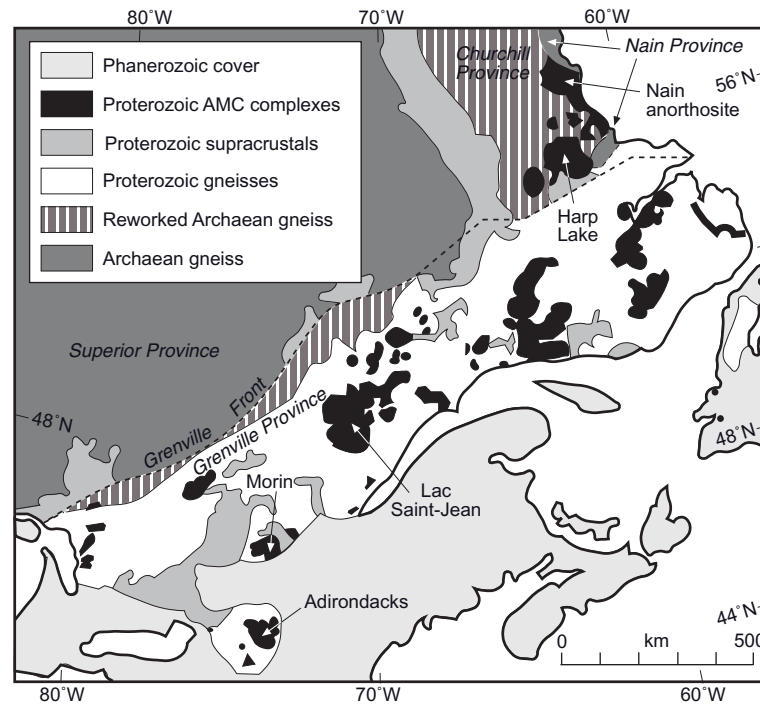 80˚W
70˚W
60˚W
Phanerozoic cover
Proterozoic AMC complexes
Proterozoic supracrustals
Proterozoic gneisses
Reworked Archaean gneiss
Archaean gneiss
Churchill
Province
Nain Province
Nain
anorthosite
56˚N
Harp
Lake
Superior Province
48˚N
Grenville Front
Grenville Province
48˚N
Morin
Lac
Saint-Jean
Adirondacks
44˚N
0 km 500
80˚W
70˚W
60˚W